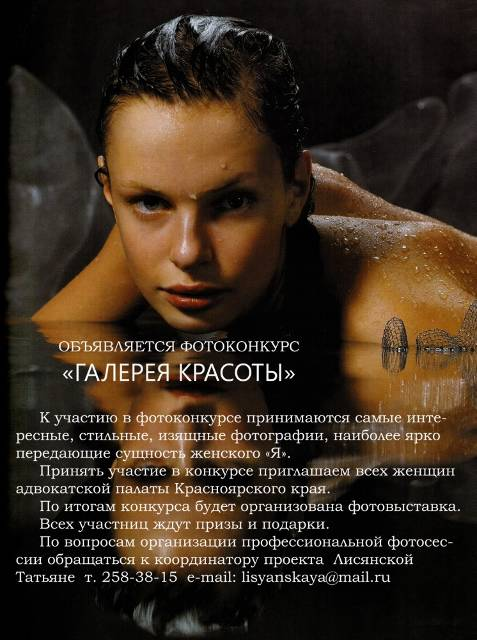 ОБЪЯВЛЯЕТСЯ ФОТОКОНКУРС
«ГАЛЕРЕЯ КРАСОТЫ»
К участию в фотоконкурсе принимаются самые инте-
ресные, стильные, изящные фотографии, наиболее ярко
передающие сущность женского «Я».
Принять участие в конкурсе приглашаем всех женщин
адвокатской палаты Красноярского края.
По итогам конкурса будет организована фотовыставка.
Всех участниц ждут призы и подарки.
По вопросам организации профессиональной фотосес-
сии обращаться к координатору проекта Лисянской
Татьяне т. 258-38-15 e-mail: lisyanskaya@mail.ru